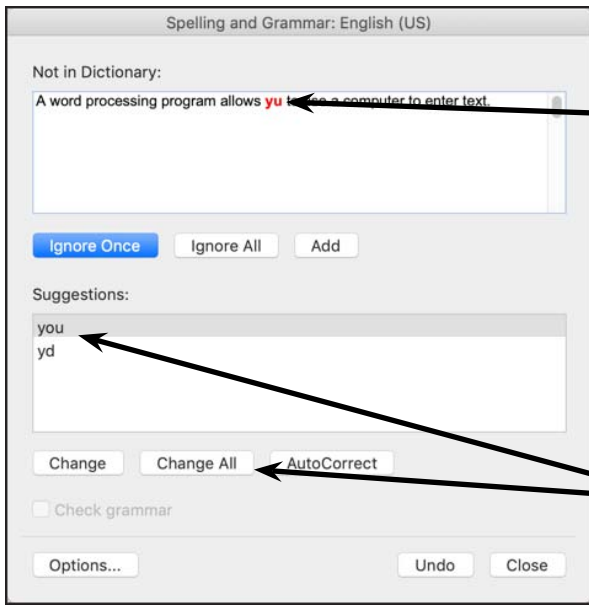 Spelling and Grammar: English (US)
Not in Dictionary:
A word processing program allows yu to use a computer to enter text.
Ignore Once Ignore All Add
Suggestions:
you
yd
Change Change All AutoCorrect
Check grammar
Options... Undo Close